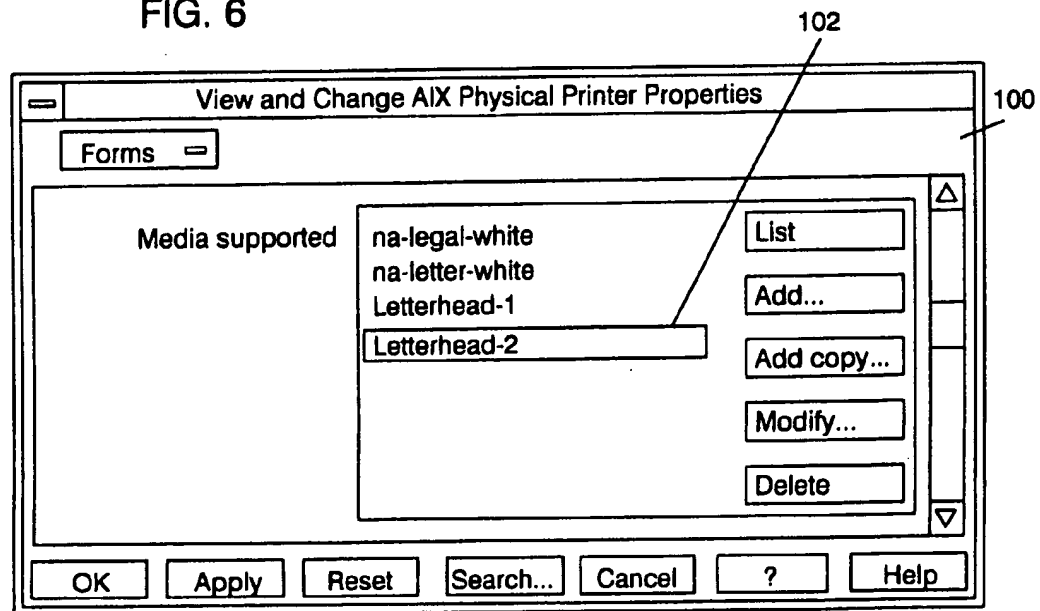 FIG. 6
102
View and Change AIX Physical Printer Properties
100
Forms
Media supported
na-legal-white
na-letter-white
Letterhead-1
Letterhead-2
List
Add...
Add copy...
Modify...
Delete
OK Apply Reset Search... Cancel ? Help